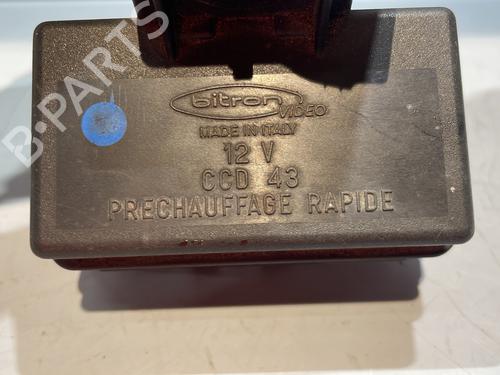 bitron
VIDEO
MADE IN ITALY
12 V
CCD 43
PRECHAUFFAGE RAPIDE
B-PARTS